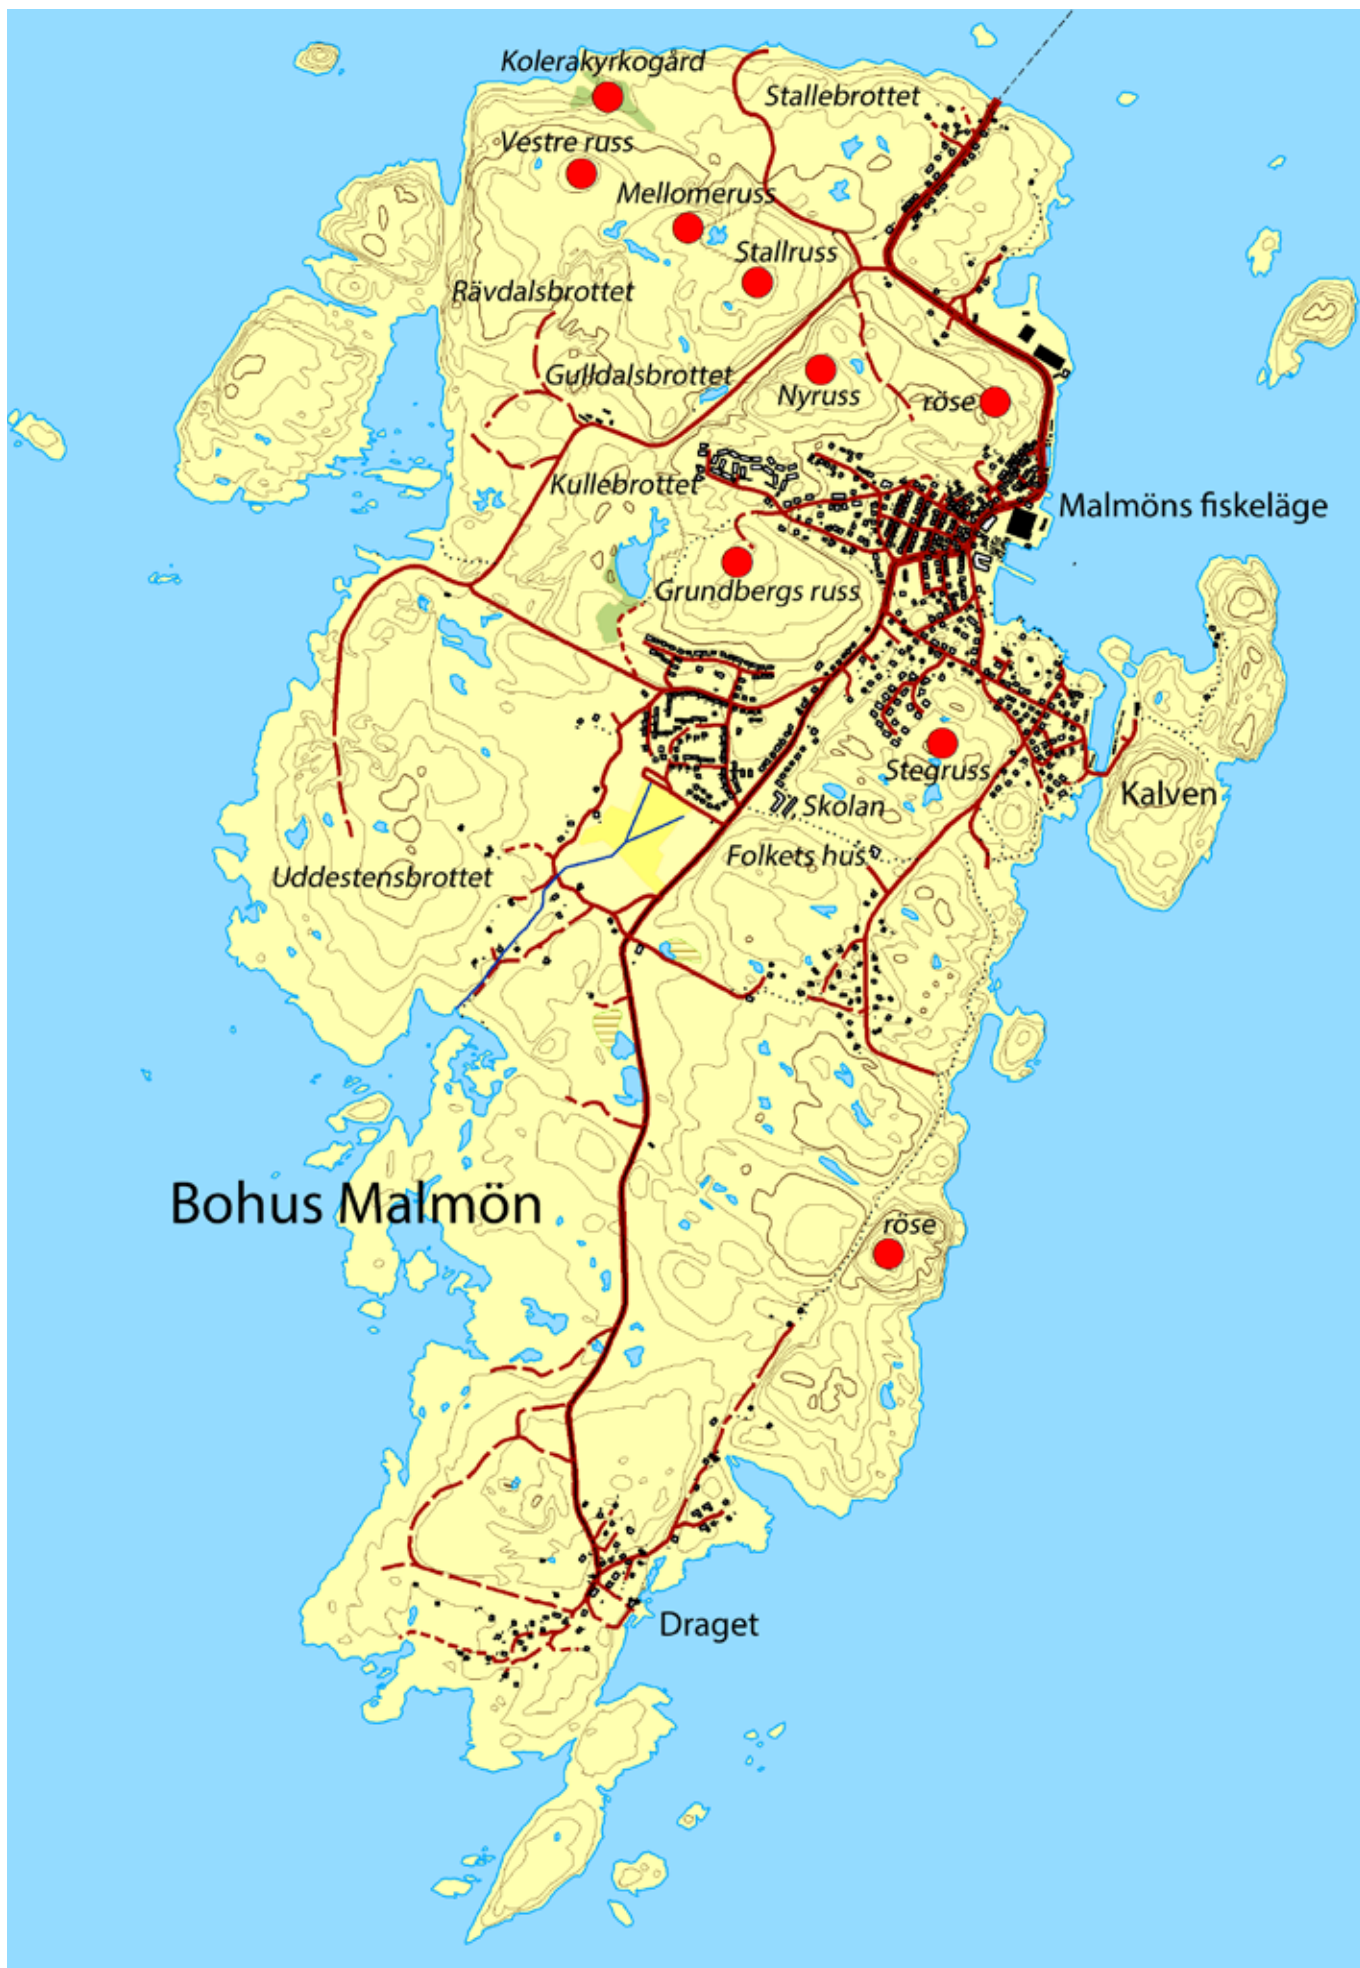 Kolerakyrkogård
Stallebrottet
Vestre russ
Mellomeruss
Stallruss
Rävdalsbrottet
Gulldalsbrottet
Nyruss
röse
Kullebrottet
Malmöns fiskeläge
Grundbergs russ
Stegruss
Kalven
Skolan
Folkets hus
Uddestensbrottet
Bohus Malmön
röse
Draget